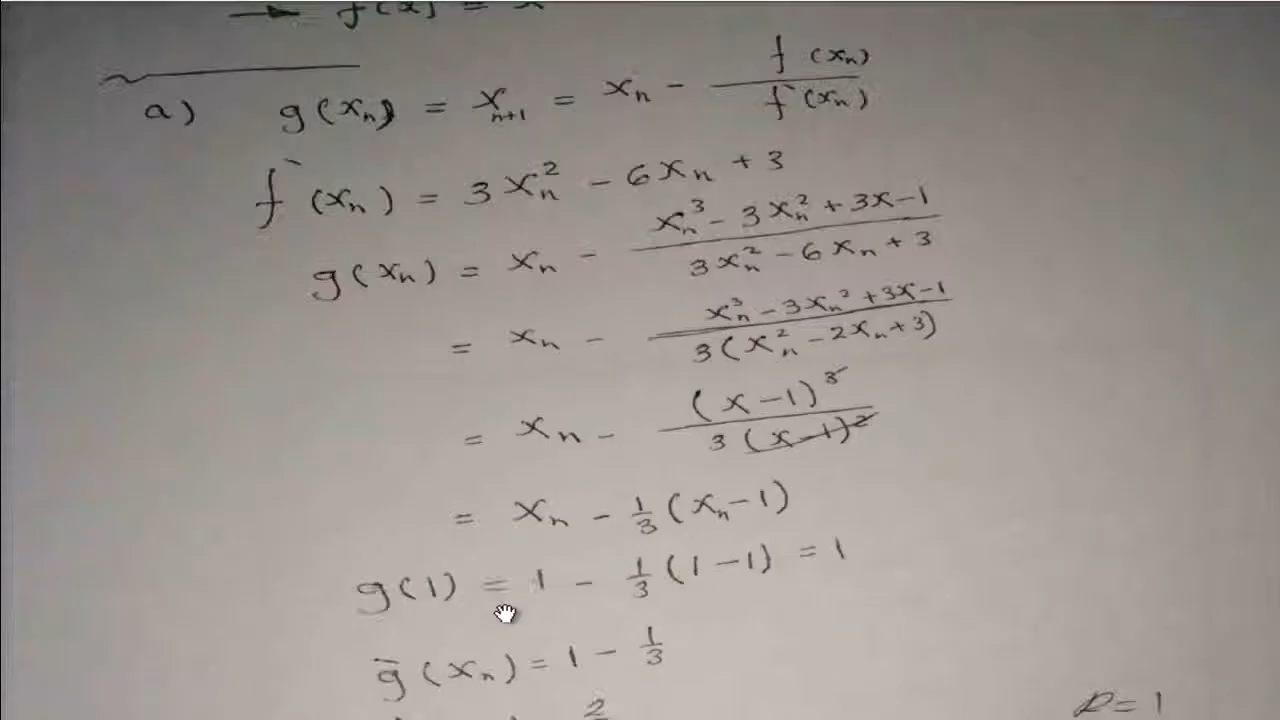 → f(x) = x
a) g(xₙ) = xₙ₊₁ = xₙ - f(xₙ) / f`(xₙ)
f`(xₙ) = 3xₙ² - 6xₙ + 3
g(xₙ) = xₙ - (xₙ³ - 3xₙ² + 3x - 1) / (3xₙ² - 6xₙ + 3)
= xₙ - (xₙ³ - 3xₙ² + 3x - 1) / 3(xₙ² - 2xₙ + 3)
= xₙ - (x - 1)³ / 3(x - 1)²
= xₙ - 1/3 (xₙ - 1)
g(1) = 1 - 1/3 (1 - 1) = 1
g`(xₙ) = 1 - 1/3
2
P = 1